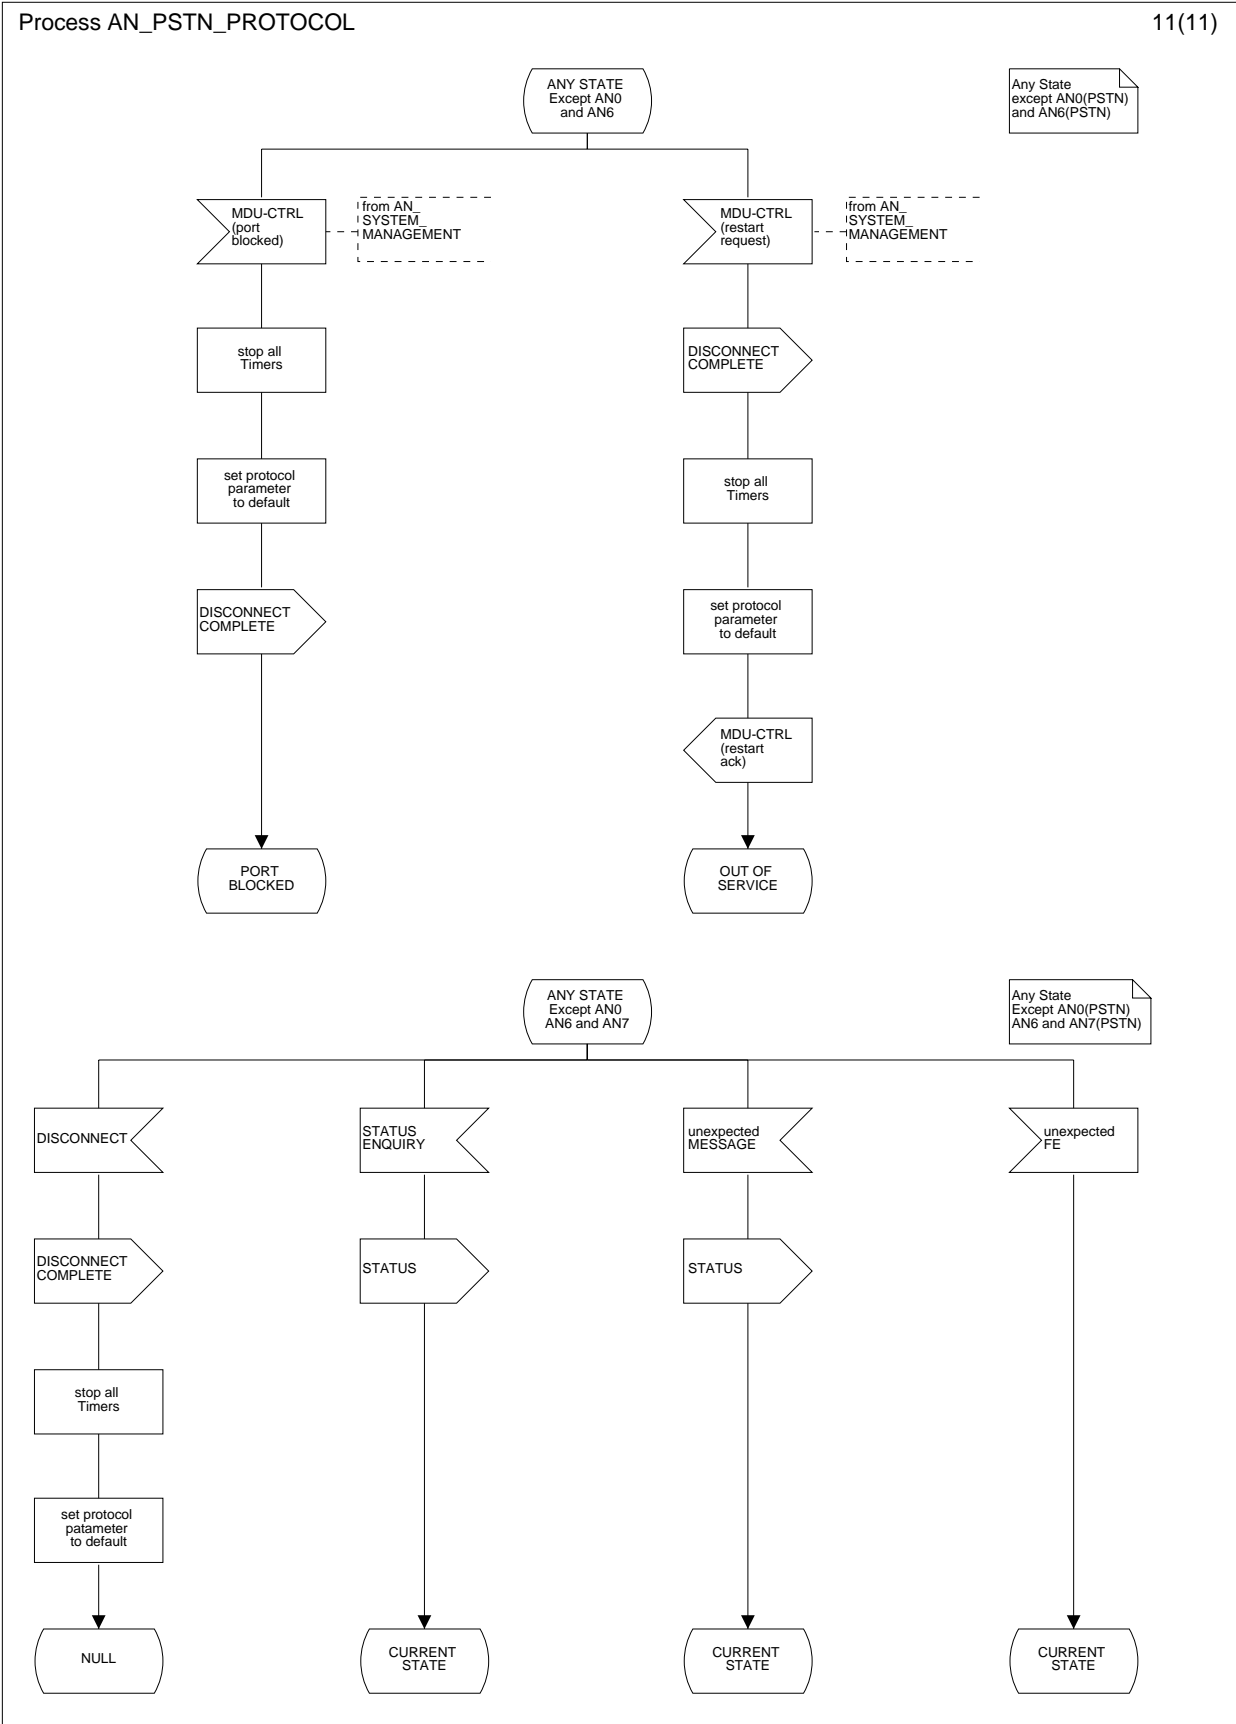 Process AN_PSTN_PROTOCOL
11(11)
ANY STATE
Except AN0
and AN6
Any State
except AN0(PSTN)
and AN6(PSTN)
MDU-CTRL
(port
blocked)
from AN_
SYSTEM_
MANAGEMENT
MDU-CTRL
(restart
request)
from AN_
SYSTEM_
MANAGEMENT
stop all
Timers
DISCONNECT
COMPLETE
set protocol
parameter
to default
stop all
Timers
DISCONNECT
COMPLETE
set protocol
parameter
to default
MDU-CTRL
(restart
ack)
PORT
BLOCKED
OUT OF
SERVICE
ANY STATE
Except AN0
AN6 and AN7
Any State
Except AN0(PSTN)
AN6 and AN7(PSTN)
DISCONNECT
STATUS
ENQUIRY
unexpected
MESSAGE
unexpected
FE
DISCONNECT
COMPLETE
STATUS
STATUS
stop all
Timers
set protocol
patameter
to default
NULL
CURRENT
STATE
CURRENT
STATE
CURRENT
STATE